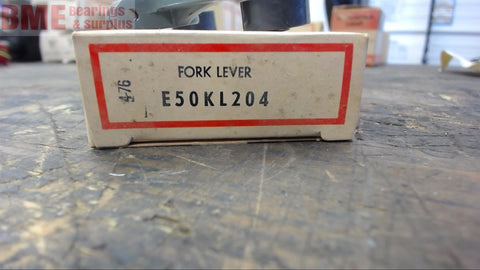 BME Bearings
& surplus
FORK LEVER
4-76
E50KL204